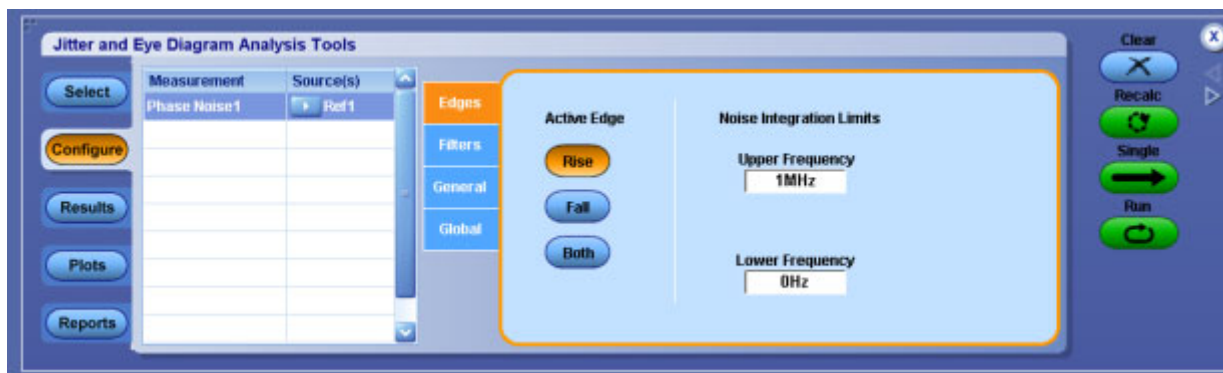 Jitter and Eye Diagram Analysis Tools
Clear
X
Select
Measurement Source(s)
Phase Noise1 Ref1
Edges
Active Edge
Noise Integration Limits
Recalc
Configure
Filters
Rise
Upper Frequency
1MHz
Single
Results
General
Fall
Run
Global
Plots
Both
Lower Frequency
0Hz
Reports